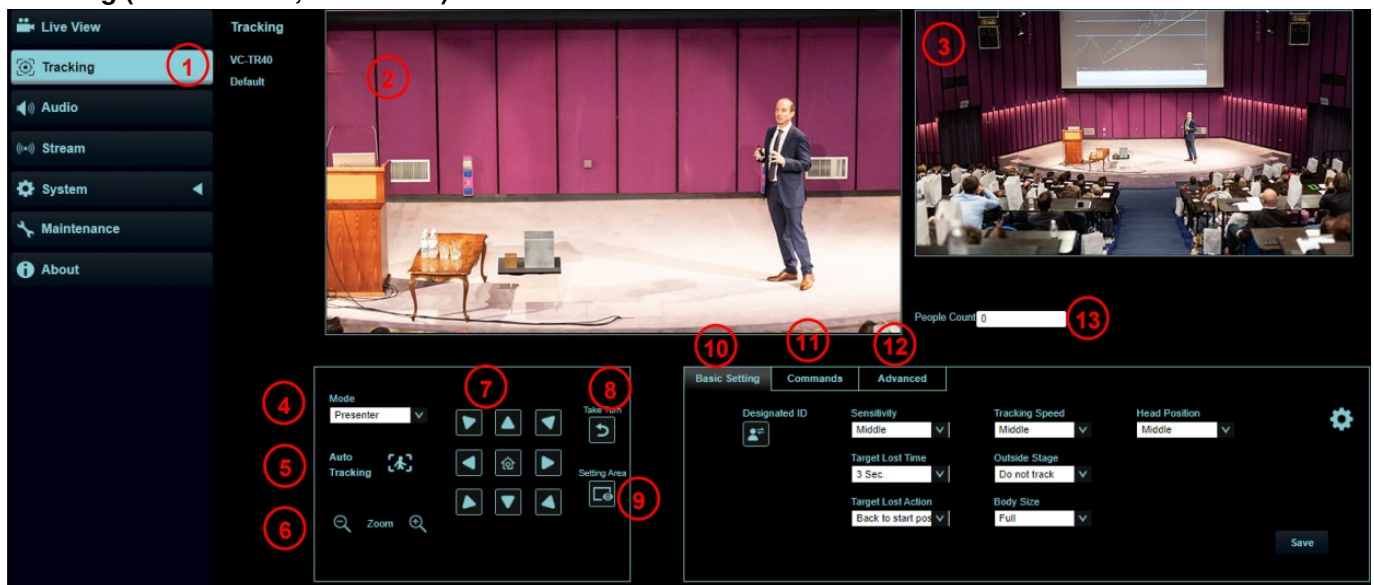 Live View
Tracking
Audio
Stream
System
Maintenance
About
Tracking
VC-TR40
Default
1
2
3
People Count 0
13
4
Mode
Presenter
5
Auto
Tracking
6
Zoom
7
8
Take Turn
Setting Area
9
10
11
12
Basic Setting Commands Advanced
Designated ID Sensitivity Tracking Speed Head Position
Middle Middle Middle
Target Lost Time Outside Stage
3 Sec. Do not track
Target Lost Action Body Size
Back to start pos Full
Save